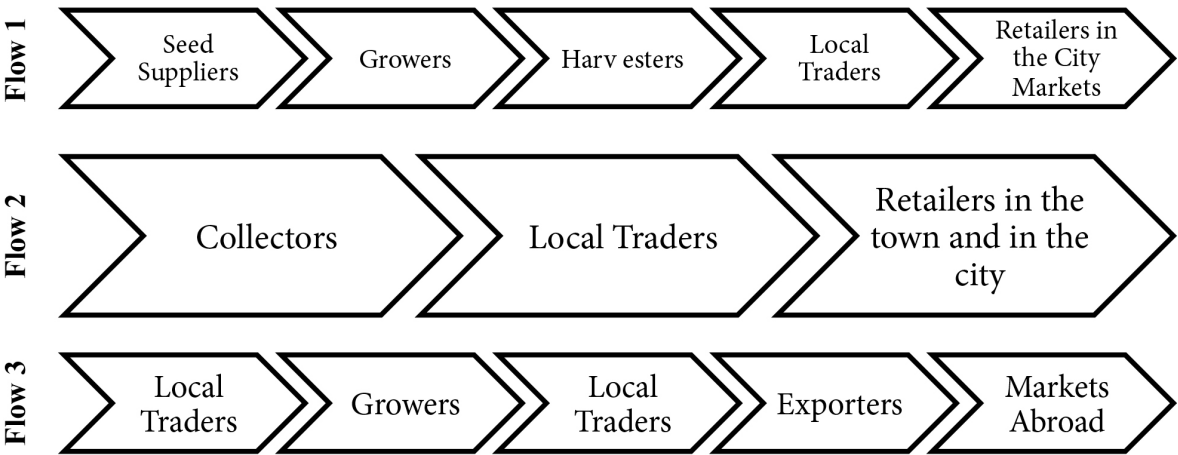 Flow 1
Seed
Suppliers
Growers
Harv esters
Local
Traders
Retailers in
the City
Markets
Flow 2
Collectors
Local Traders
Retailers in the
town and in the
city
Flow 3
Local
Traders
Growers
Local
Traders
Exporters
Markets
Abroad